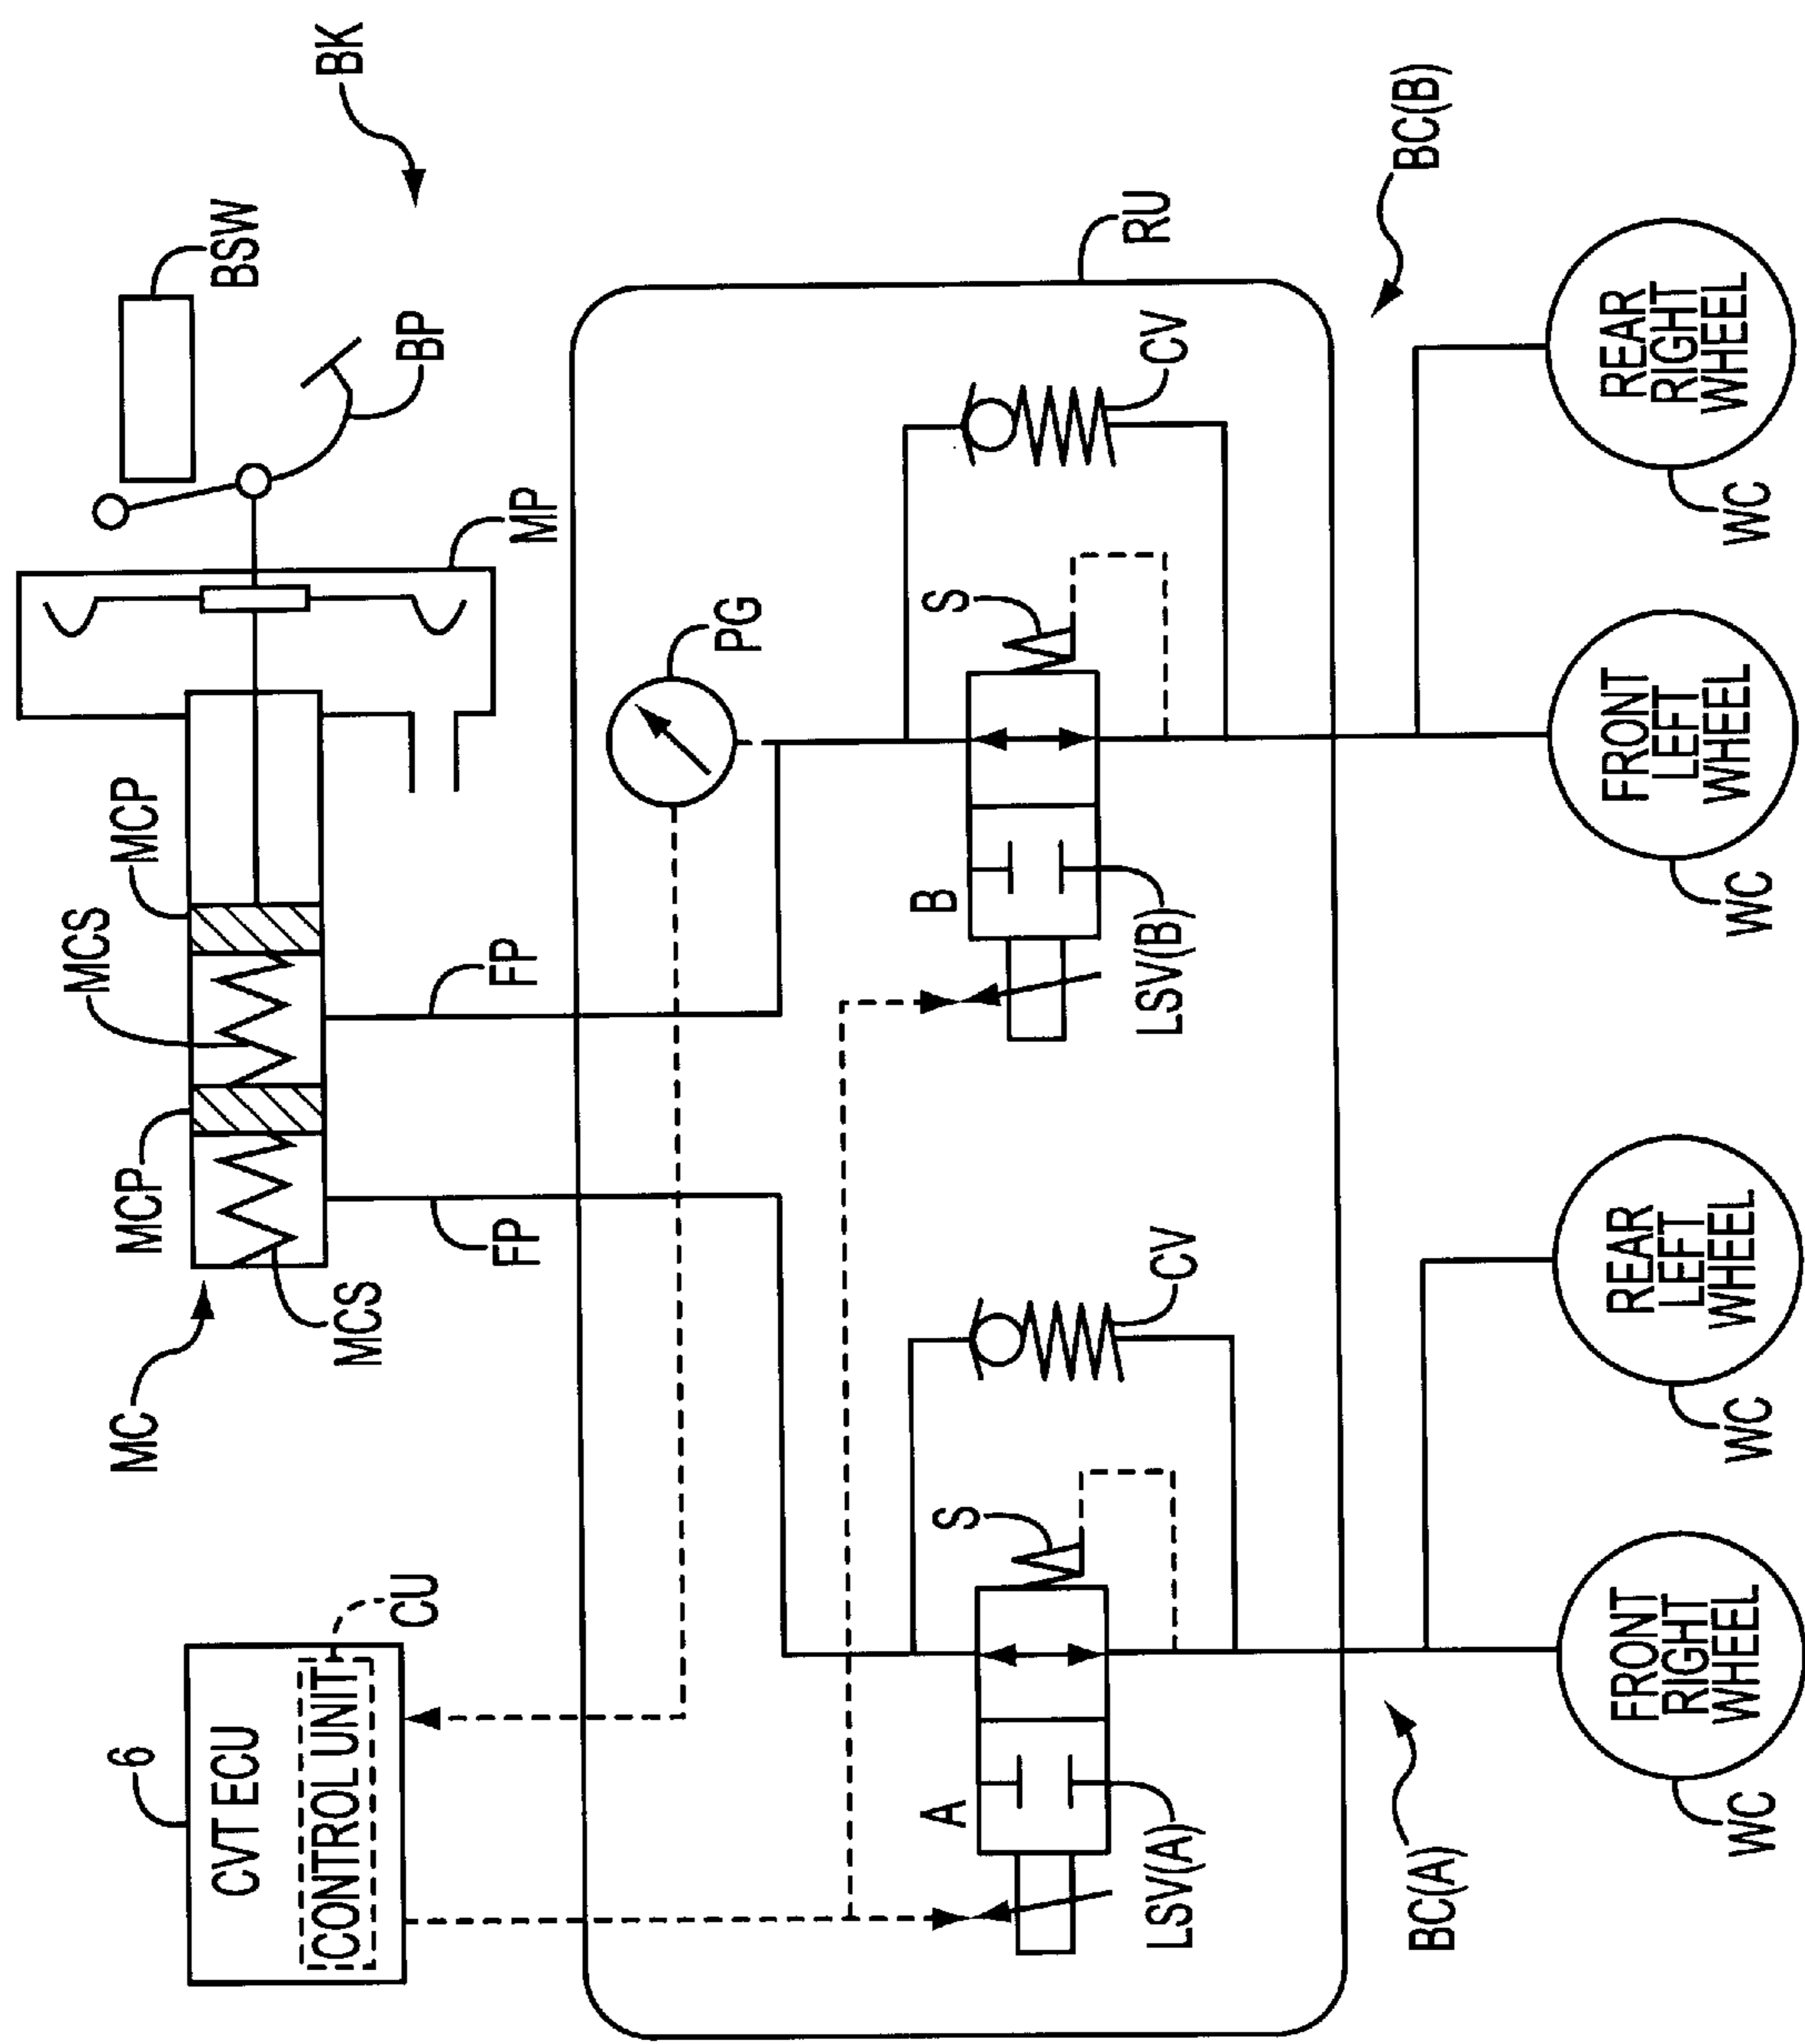 6
CVT ECU
CONTROL UNIT
CU
MC
MCP
MCS
MCP
MCS
FP
FP
MP
BSW
BP
BK
PG
RU
A
S
CV
LSV(A)
B
S
CV
LSV(B)
BC(A)
BC(B)
FRONT
RIGHT
WHEEL
WC
REAR
LEFT
WHEEL
WC
FRONT
LEFT
WHEEL
WC
REAR
RIGHT
WHEEL
WC